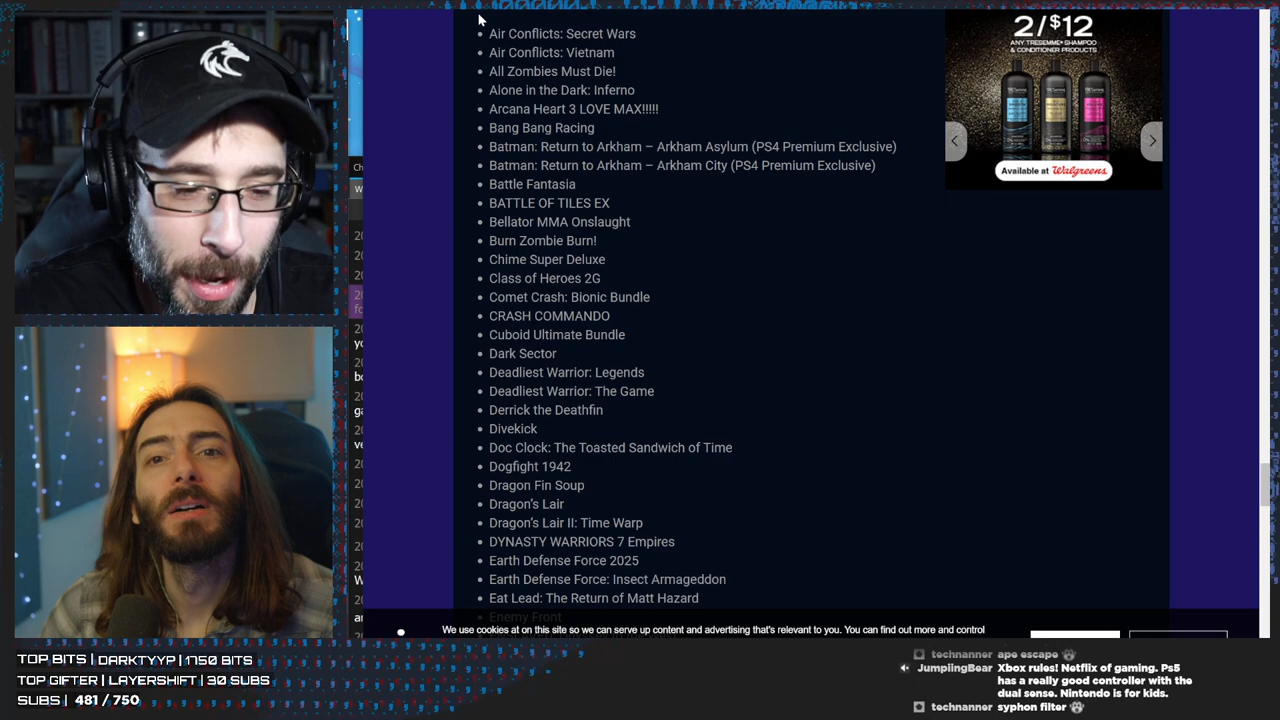 Air Conflicts: Secret Wars
Air Conflicts: Vietnam
All Zombies Must Die!
Alone in the Dark: Inferno
Arcana Heart 3 LOVE MAX!!!!!
Bang Bang Racing
Batman: Return to Arkham – Arkham Asylum (PS4 Premium Exclusive)
Batman: Return to Arkham – Arkham City (PS4 Premium Exclusive)
Battle Fantasia
BATTLE OF TILES EX
Bellator MMA Onslaught
Burn Zombie Burn!
Chime Super Deluxe
Class of Heroes 2G
Comet Crash: Bionic Bundle
CRASH COMMANDO
Cuboid Ultimate Bundle
Dark Sector
Deadliest Warrior: Legends
Deadliest Warrior: The Game
Derrick the Deathfin
Divekick
Doc Clock: The Toasted Sandwich of Time
Dogfight 1942
Dragon Fin Soup
Dragon's Lair
Dragon's Lair II: Time Warp
DYNASTY WARRIORS 7 Empires
Earth Defense Force 2025
Earth Defense Force: Insect Armageddon
Eat Lead: The Return of Matt Hazard
Enemy Front
We use cookies at on this site so we can serve up content and advertising that's relevant to you. You can find out more and control
2/$12
ANY TRESEMMÉ® SHAMPOO
& CONDITIONER PRODUCTS
Available at Walgreens
TOP BITS | DARKTYYP | 1750 BITS
TOP GIFTER | LAYERSHIFT | 30 SUBS
SUBS | 481 / 750
technanner ape escape
JumpiingBear Xbox rules! Netflix of gaming. Ps5
has a really good controller with the
dual sense. Nintendo is for kids.
technanner syphon filter